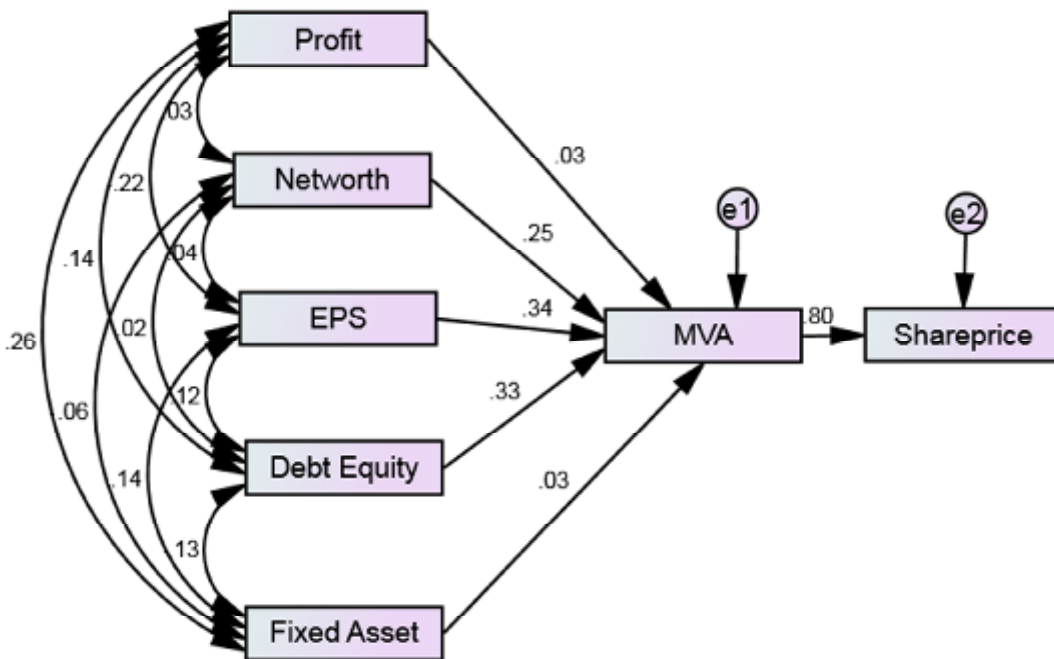 Profit
.03
.03
Networth
.22
e1
e2
.25
.04
.14
EPS
.34
MVA
.80
Shareprice
.02
.26
.33
.12
.06
Debt Equity
.14
.03
.13
Fixed Asset